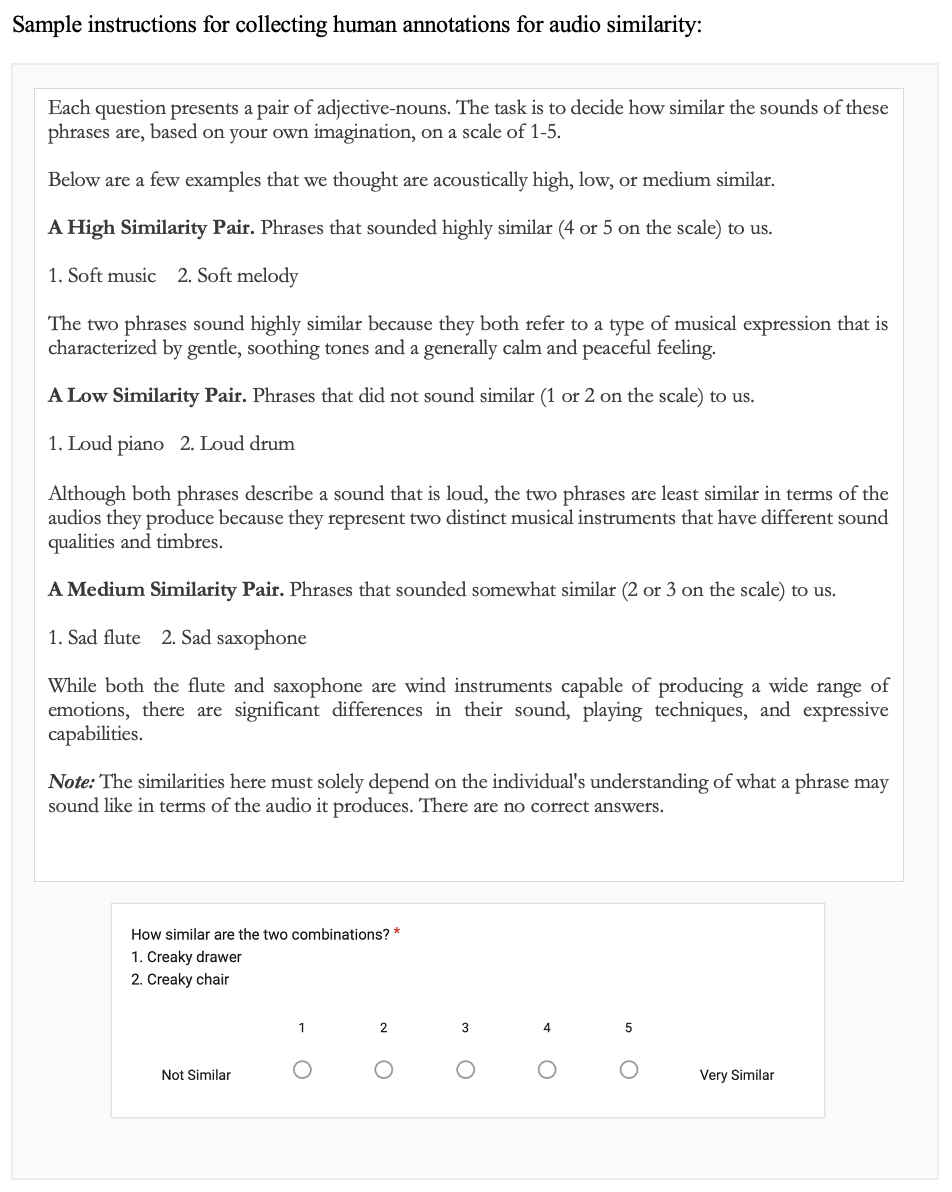 Sample instructions for collecting human annotations for audio similarity:
Each question presents a pair of adjective-nouns. The task is to decide how similar the sounds of these
phrases are, based on your own imagination, on a scale of 1-5.
Below are a few examples that we thought are acoustically high, low, or medium similar.
A High Similarity Pair. Phrases that sounded highly similar (4 or 5 on the scale) to us.
1. Soft music 2. Soft melody
The two phrases sound highly similar because they both refer to a type of musical expression that is
characterized by gentle, soothing tones and a generally calm and peaceful feeling.
A Low Similarity Pair. Phrases that did not sound similar (1 or 2 on the scale) to us.
1. Loud piano 2. Loud drum
Although both phrases describe a sound that is loud, the two phrases are least similar in terms of the
audios they produce because they represent two distinct musical instruments that have different sound
qualities and timbres.
A Medium Similarity Pair. Phrases that sounded somewhat similar (2 or 3 on the scale) to us.
1. Sad flute 2. Sad saxophone
While both the flute and saxophone are wind instruments capable of producing a wide range of
emotions, there are significant differences in their sound, playing techniques, and expressive
capabilities.
Note: The similarities here must solely depend on the individual's understanding of what a phrase may
sound like in terms of the audio it produces. There are no correct answers.
How similar are the two combinations? *
1. Creaky drawer
2. Creaky chair
1 2 3 4 5
Not Similar Very Similar